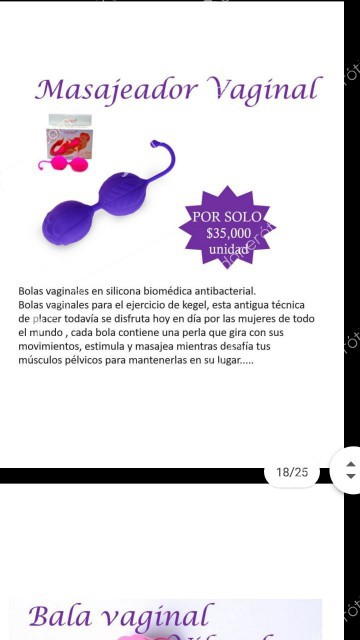 Masajeador Vaginal
POR SOLO
$35,000
unidad
Bolas vaginales en silicona biomédica antibacterial.
Bolas vaginales para el ejercicio de kegel, esta antigua técnica
de placer todavía se disfruta hoy en día por las mujeres de todo
el mundo , cada bola contiene una perla que gira con sus
movimientos, estimula y masajea mientras desafía tus
músculos pélvicos para mantenerlas en su lugar.....
18/25
Bala vaginal